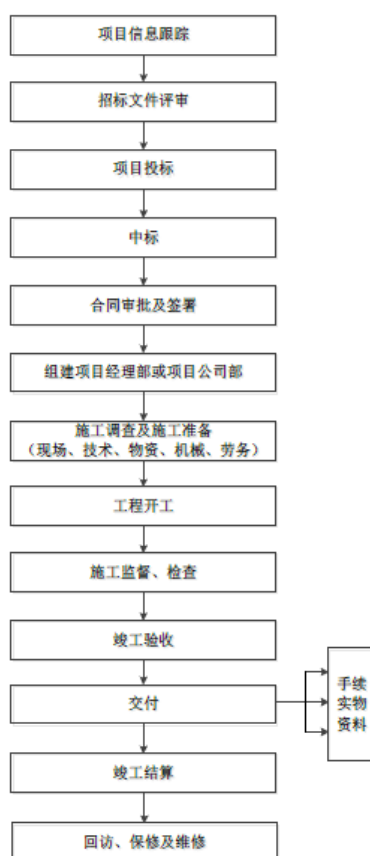 项目信息跟踪
招标文件评审
项目投标
中标
合同审批及签署
组建项目经理部或项目公司部
施工调查及施工准备
（现场、技术、物资、机械、劳务）
工程开工
施工监督、检查
竣工验收
交付
手续
实物
资料
竣工结算
回访、保修及维修